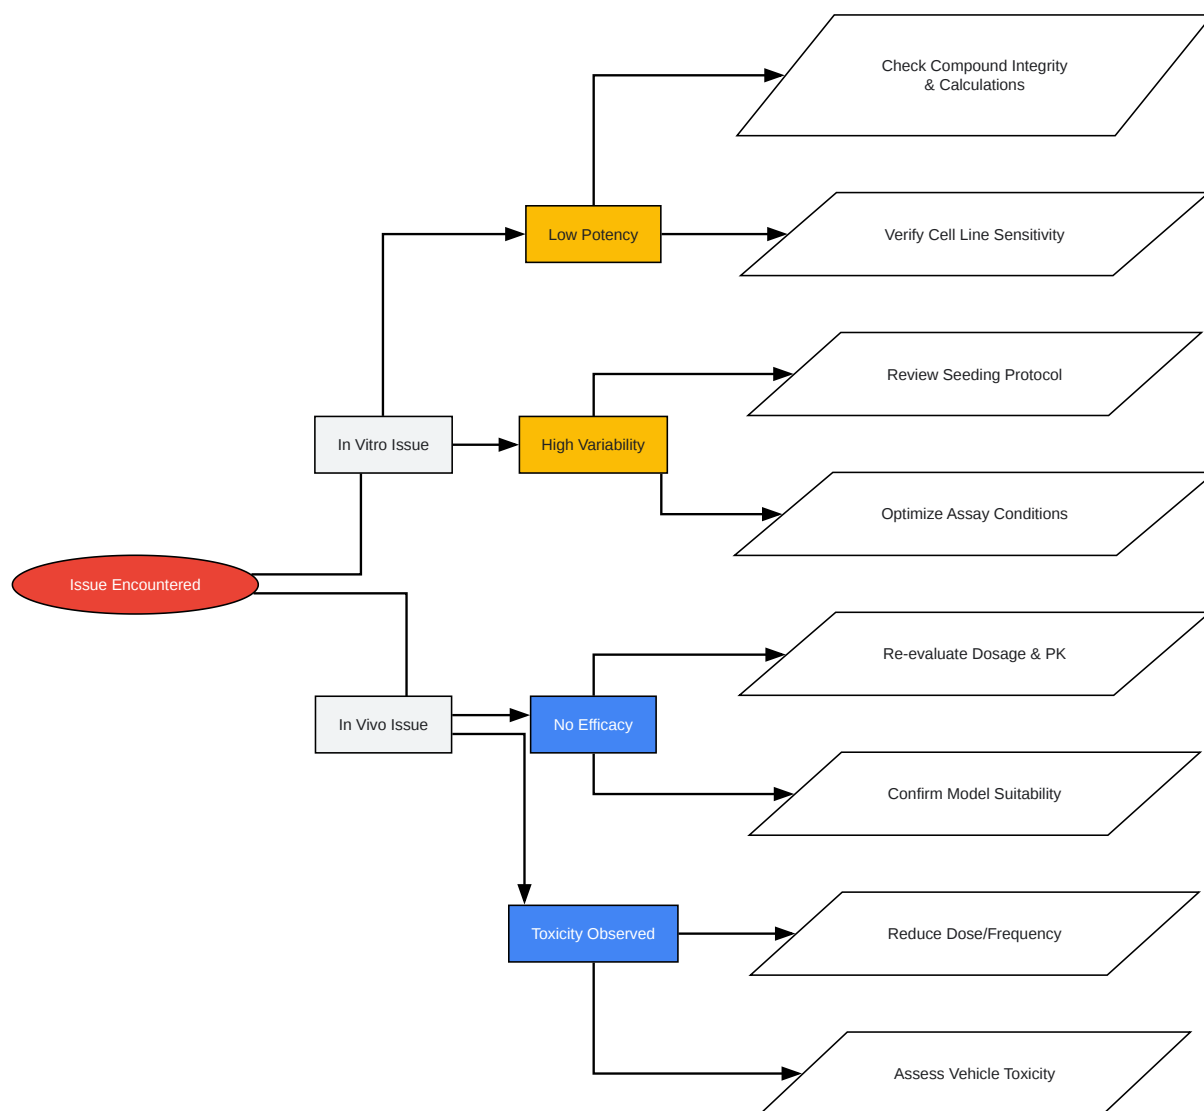 Check Compound Integrity
& Calculations
Low Potency
Verify Cell Line Sensitivity
Review Seeding Protocol
In Vitro Issue
High Variability
Optimize Assay Conditions
Issue Encountered
Re-evaluate Dosage & PK
In Vivo Issue
No Efficacy
Confirm Model Suitability
Toxicity Observed
Reduce Dose/Frequency
Assess Vehicle Toxicity